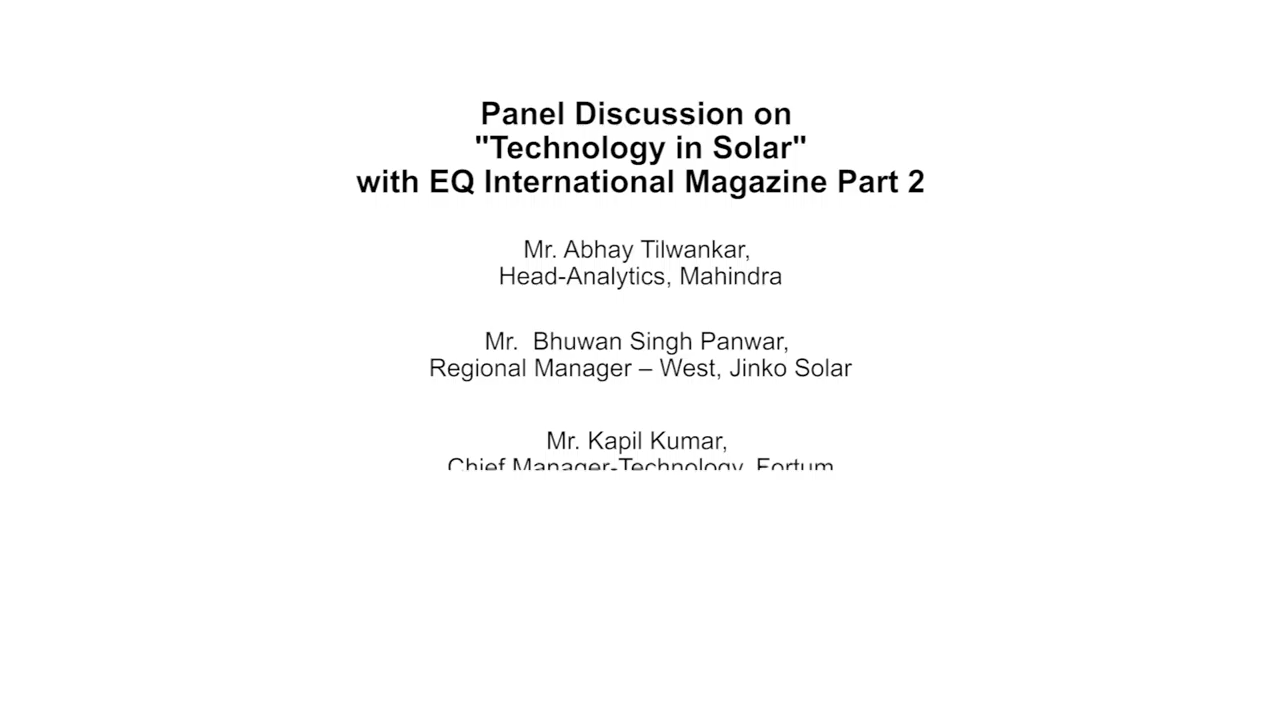 Panel Discussion on
"Technology in Solar"
with EQ International Magazine Part 2
Mr. Abhay Tilwankar,
Head-Analytics, Mahindra
Mr. Bhuwan Singh Panwar,
Regional Manager – West, Jinko Solar
Mr. Kapil Kumar,
Chief Manager-Technology, Fortum